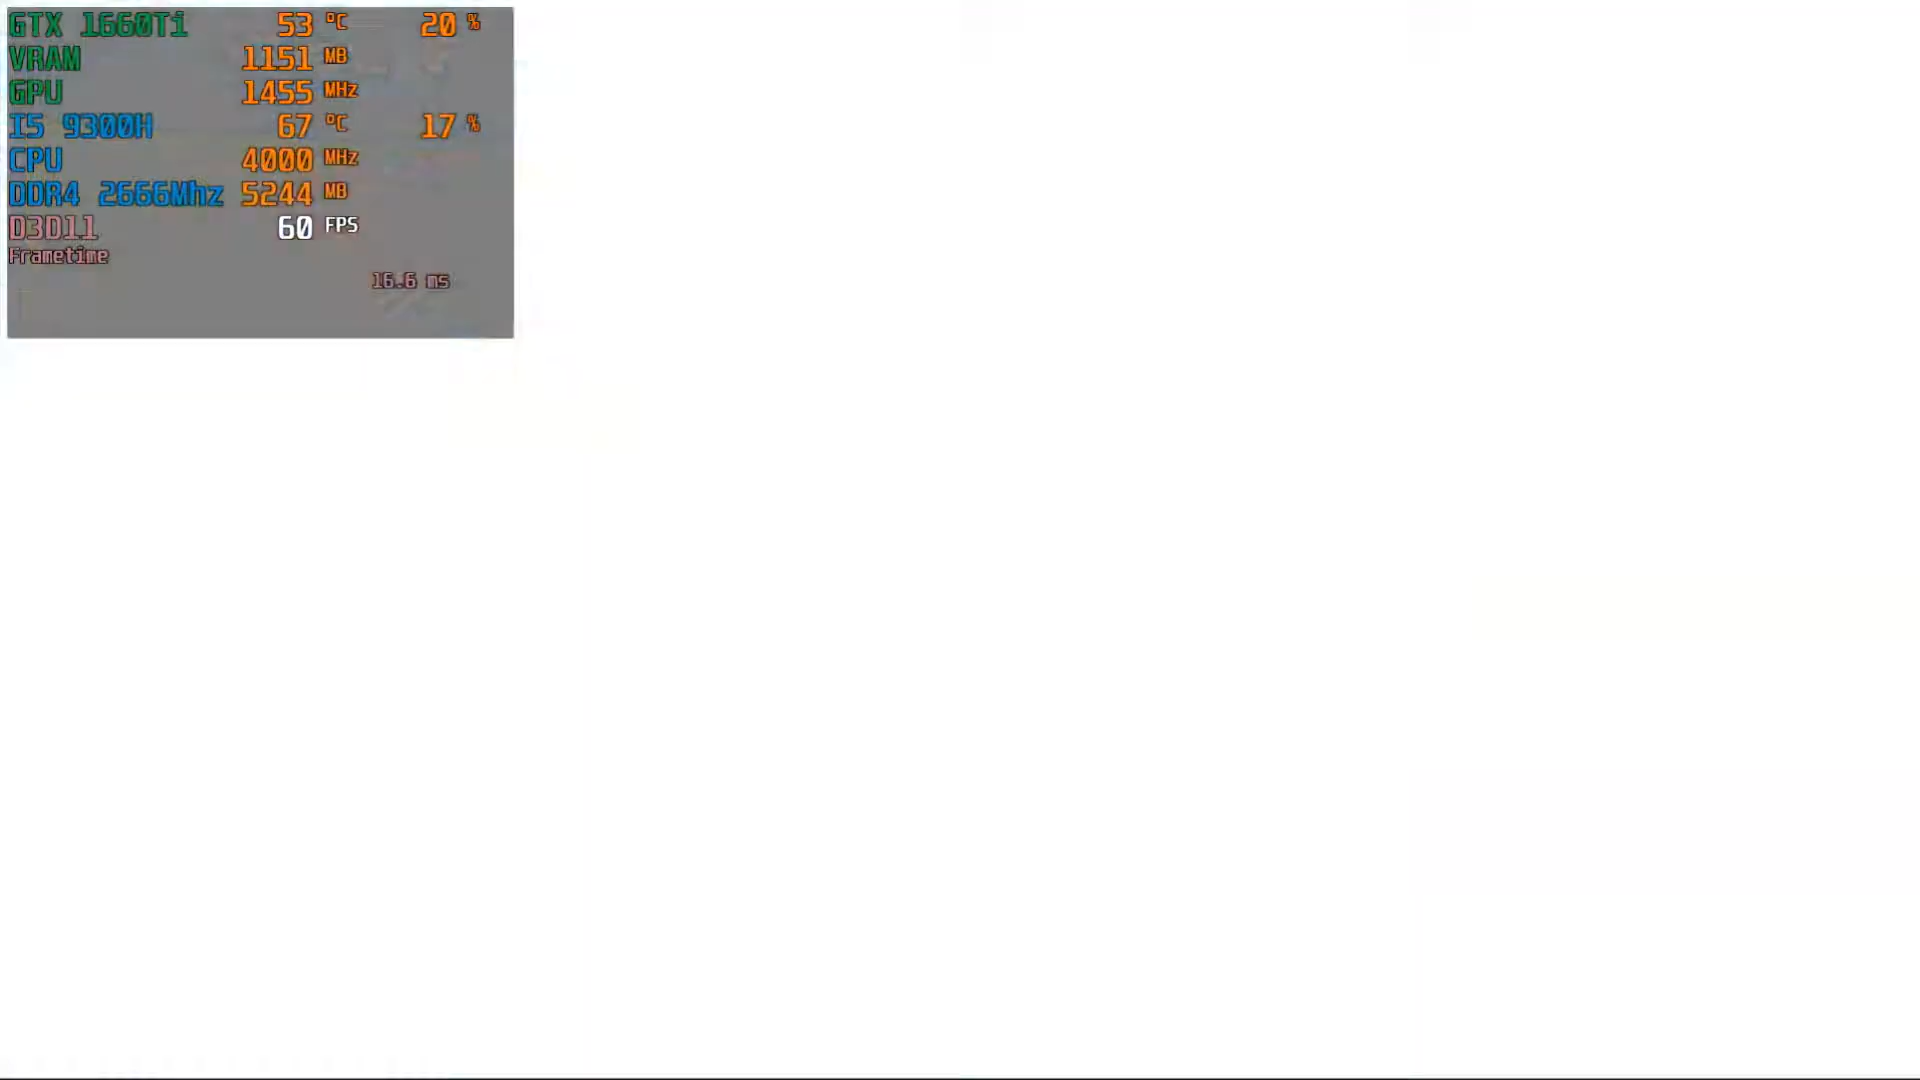 GTX 1660Ti 53 °C 20 %
VRAM 1151 MB
GPU 1455 MHz
I5 9300H 67 °C 17 %
CPU 4000 MHz
DDR4 2666Mhz 5244 MB
D3D11 60 FPS
Frametime
16.6 ms